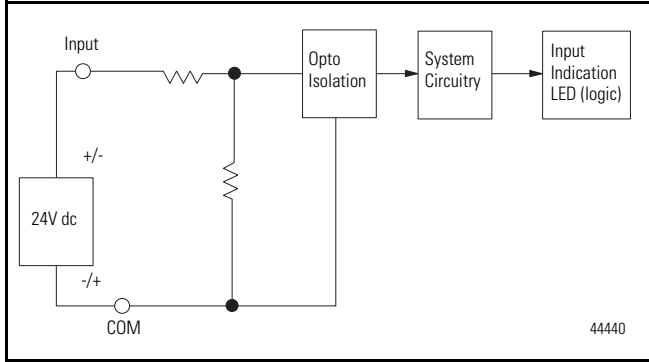 Input
Opto
Isolation
System
Circuitry
Input
Indication
LED (logic)
+/-
24V dc
-/+
COM
44440